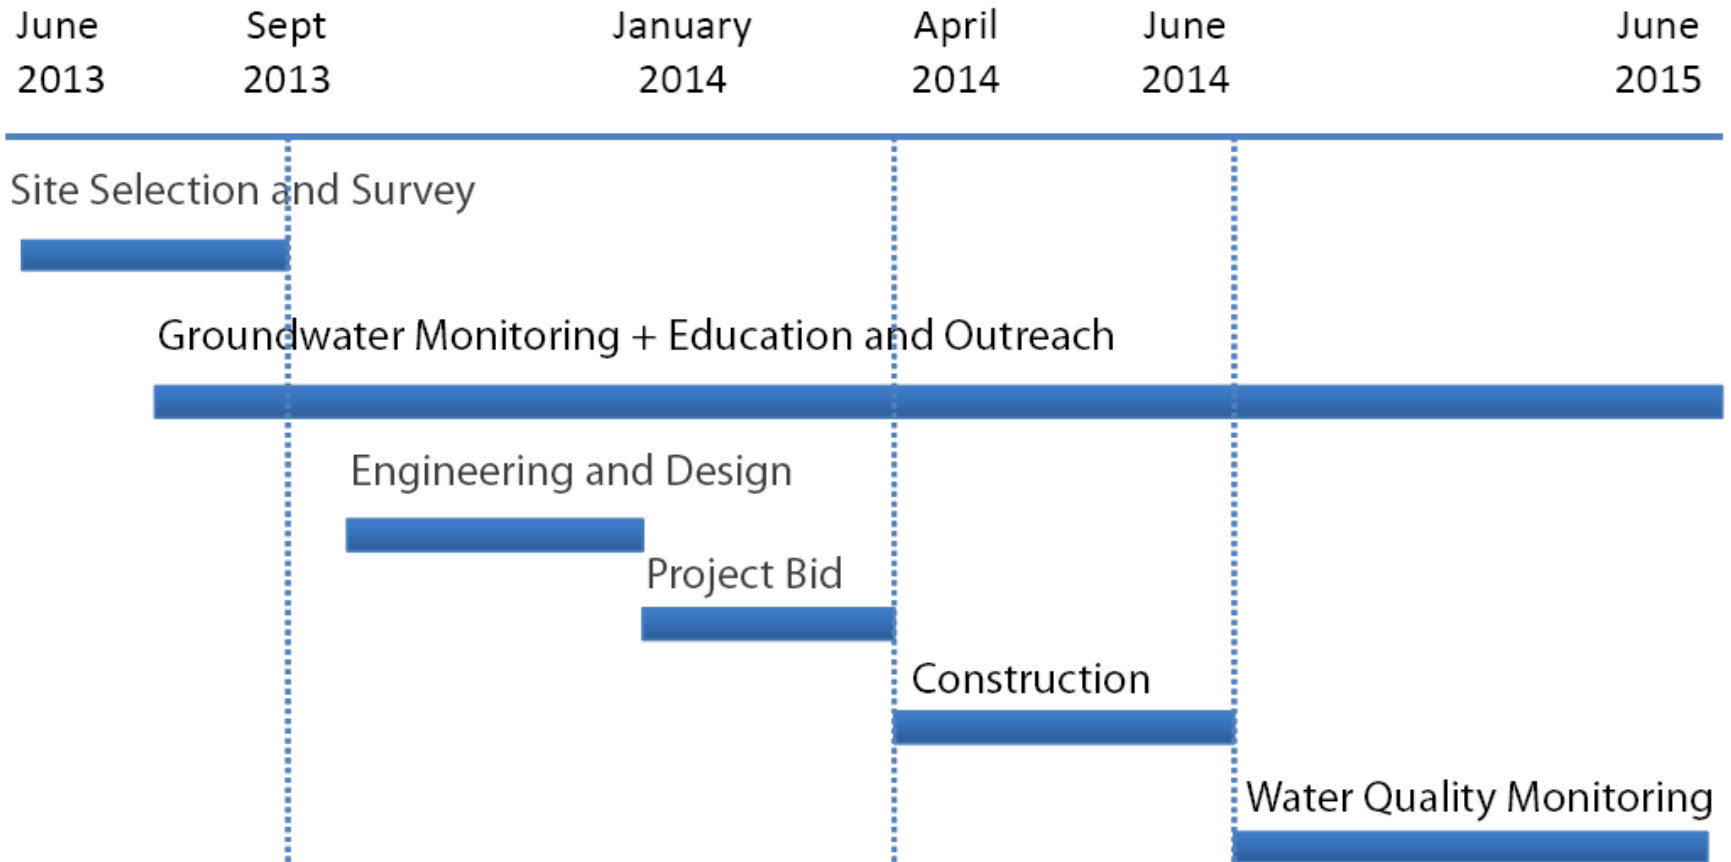 June Sept January April June June
2013 2013 2014 2014 2014 2015
Site Selection and Survey
Groundwater Monitoring + Education and Outreach
Engineering and Design
Project Bid
Construction
Water Quality Monitoring